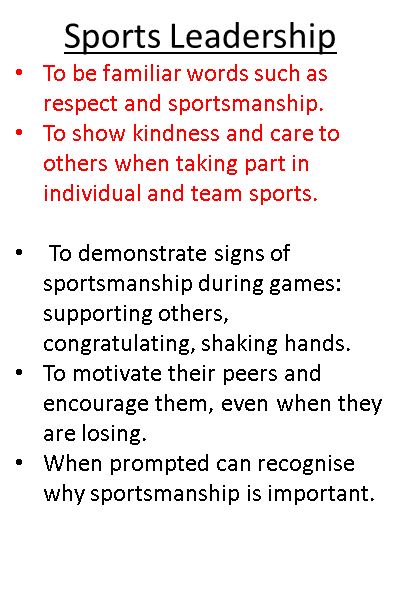 Sports Leadership
• To be familiar words such as
respect and sportsmanship.
• To show kindness and care to
others when taking part in
individual and team sports.
• To demonstrate signs of
sportsmanship during games:
supporting others,
congratulating, shaking hands.
• To motivate their peers and
encourage them, even when they
are losing.
• When prompted can recognise
why sportsmanship is important.